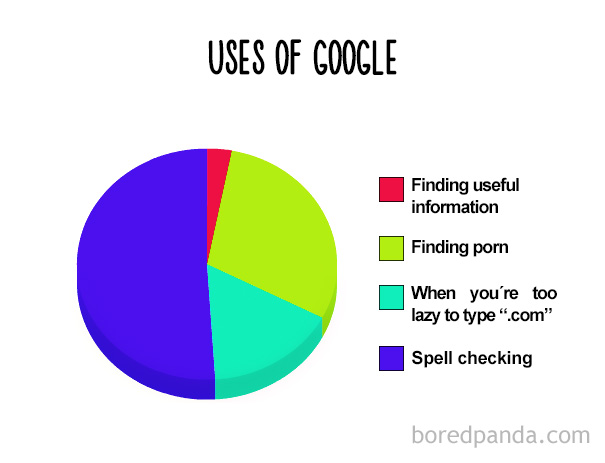 USES OF GOOGLE
Finding useful
information
Finding porn
When you´re too
lazy to type “.com”
Spell checking
boredpanda.com